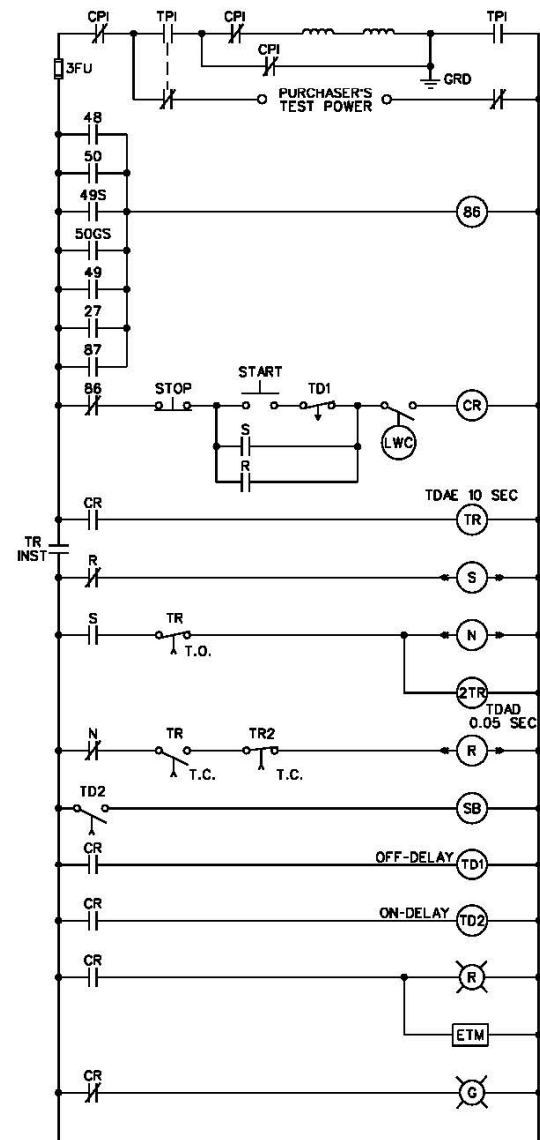 CPI TPI CPI TPI
CPI
3FU
GRD
PURCHASER'S
TEST POWER
48
50
49S
86
50GS
49
27
87
START
86 STOP TD1
CR
S
LWC
R
TDAE 10 SEC
CR
TR
TR
INST
R
S
S TR
N
T.O.
2TR
TDAD
0.05 SEC
N TR TR2
R
T.C. T.C.
TD2
SB
CR
OFF-DELAY TD1
CR
ON-DELAY TD2
CR
R
ETM
CR
G